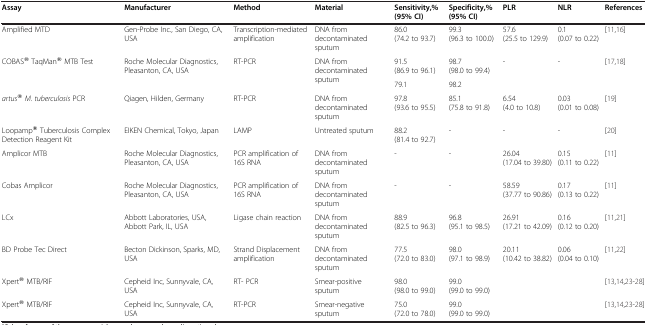 Assay Manufacturer Method Material Sensitivity,% (95% CI) Specificity,% (95% CI) PLR NLR References
Amplified MTD Gen-Probe Inc., San Diego, CA, USA Transcription-mediated amplification DNA from decontaminated sputum 86.0 (74.2 to 93.7) 99.3 (96.3 to 100.0) 57.6 (25.5 to 129.9) 0.1 (0.07 to 0.22) [11,16]
COBAS® TaqMan® MTB Test Roche Molecular Diagnostics, Pleasanton, CA, USA RT-PCR DNA from decontaminated sputum 91.5 (86.9 to 96.1) 98.7 (98.0 to 99.4) - - [17,18]
79.1 98.2
artus® M. tuberculosis PCR Qiagen, Hilden, Germany RT-PCR DNA from decontaminated sputum 97.8 (93.6 to 95.5) 85.1 (75.8 to 91.8) 6.54 (4.0 to 10.8) 0.03 (0.01 to 0.08) [19]
Loopamp® Tuberculosis Complex Detection Reagent Kit EIKEN Chemical, Tokyo, Japan LAMP Untreated sputum 88.2 (81.4 to 92.7) - - - [20]
Amplicor MTB Roche Molecular Diagnostics, Pleasanton, CA, USA PCR amplification of 16S RNA DNA from decontaminated sputum - - 26.04 (17.04 to 39.80) 0.15 (0.11 to 0.22) [11]
Cobas Amplicor Roche Molecular Diagnostics, Pleasanton, CA, USA PCR amplification of 16S RNA DNA from decontaminated sputum - - 58.59 (37.77 to 90.86) 0.17 (0.13 to 0.22) [11]
LCx Abbott Laboratories, USA, Abbott Park, IL, USA Ligase chain reaction DNA from decontaminated sputum 88.9 (82.5 to 96.3) 96.8 (95.1 to 98.5) 26.91 (17.21 to 42.09) 0.16 (0.12 to 0.20) [11,21]
BD Probe Tec Direct Becton Dickinson, Sparks, MD, USA Strand Displacement amplification DNA from decontaminated sputum 77.5 (72.0 to 83.0) 98.0 (97.1 to 98.9) 20.11 (10.42 to 38.82) 0.06 (0.04 to 0.10) [11,22]
Xpert® MTB/RIF Cepheid Inc, Sunnyvale, CA, USA RT- PCR Smear-positive sputum 98.0 (98.0 to 99.0) 99.0 (99.0 to 99.0) [13,14,23-28]
Xpert® MTB/RIF Cepheid Inc, Sunnyvale, CA, USA RT-PCR Smear-negative sputum 75.0 (72.0 to 78.0) 99.0 (99.0 to 99.0) [13,14,23-28]